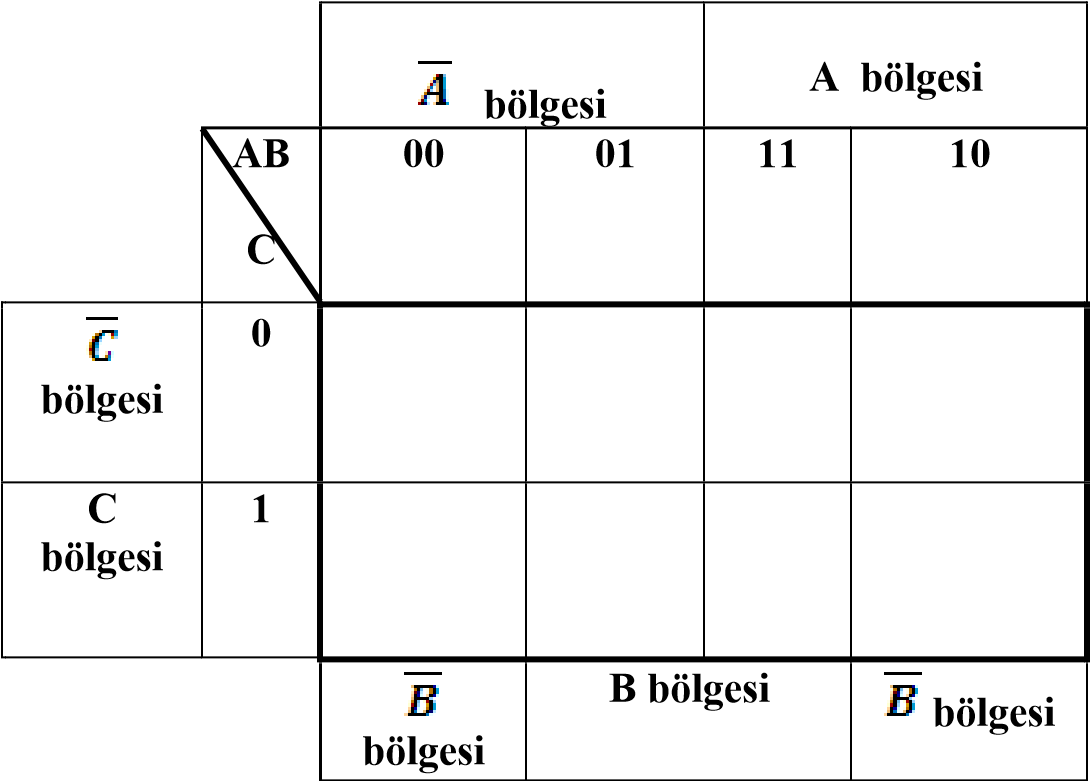 A̅ bölgesi
A bölgesi
AB
00
01
11
10
C
C̅
bölgesi
0
C
bölgesi
1
B̅
bölgesi
B bölgesi
B̅ bölgesi